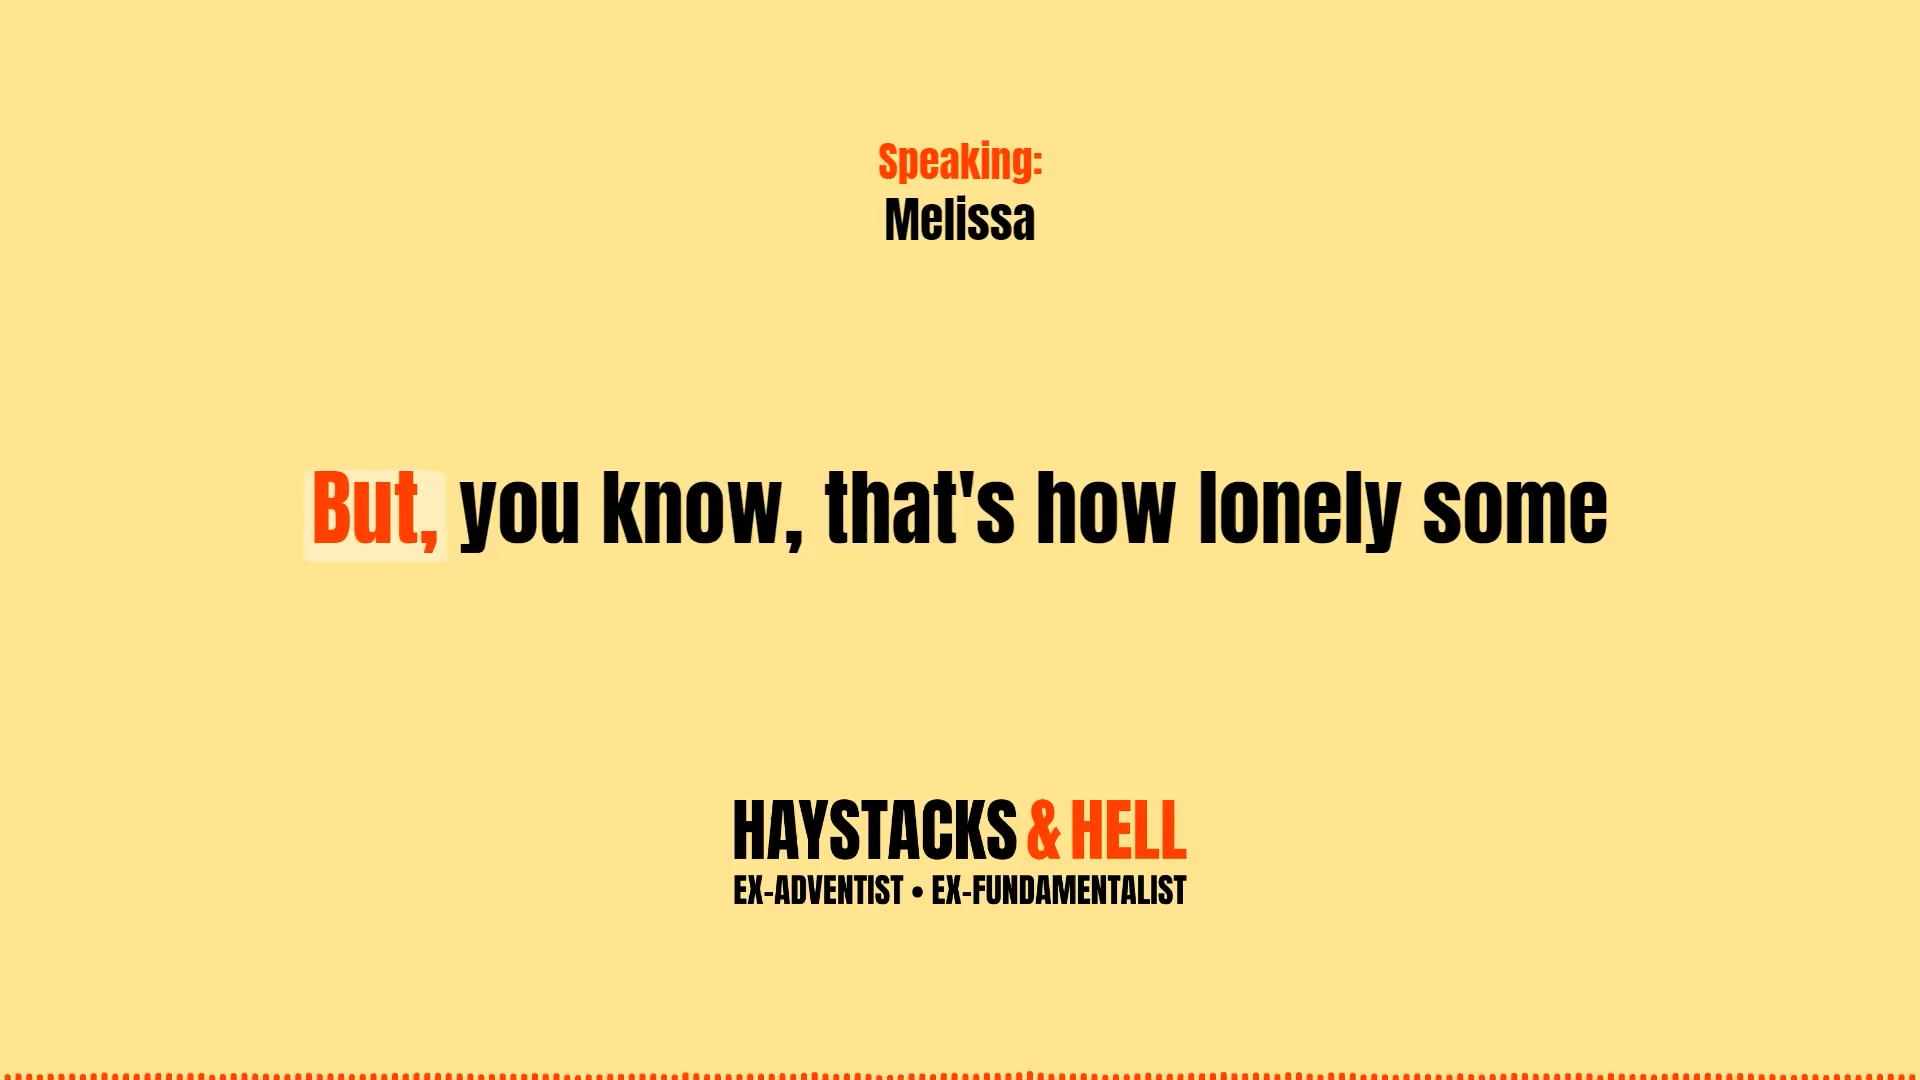 Speaking:
Melissa
But, you know, that's how lonely some
HAYSTACKS & HELL
EX-ADVENTIST • EX-FUNDAMENTALIST